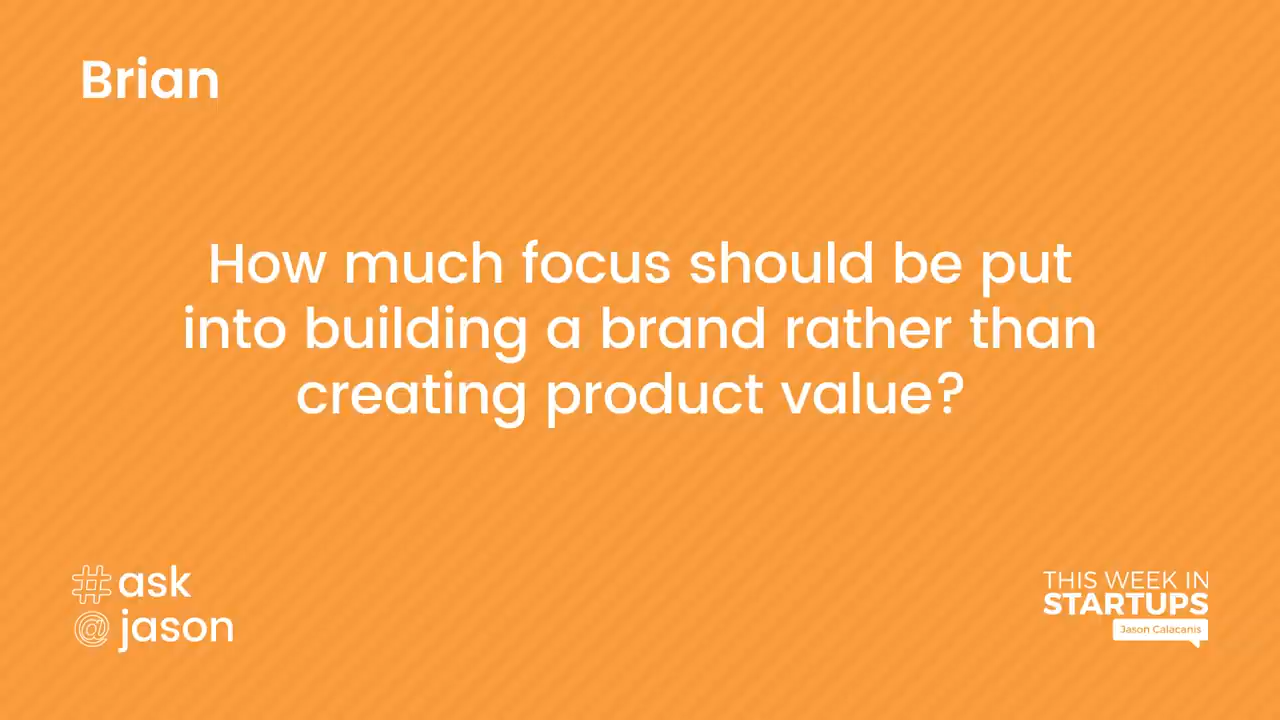 Brian
How much focus should be put
into building a brand rather than
creating product value?
#ask
@jason
THIS WEEK IN
STARTUPS
Jason Calacanis